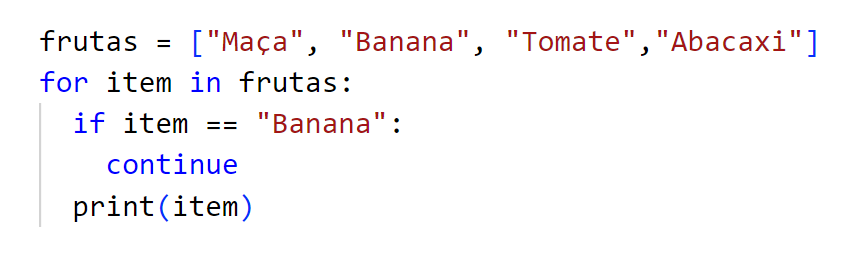 frutas = ["Maça", "Banana", "Tomate","Abacaxi"]
for item in frutas:
  if item == "Banana":
    continue
  print(item)